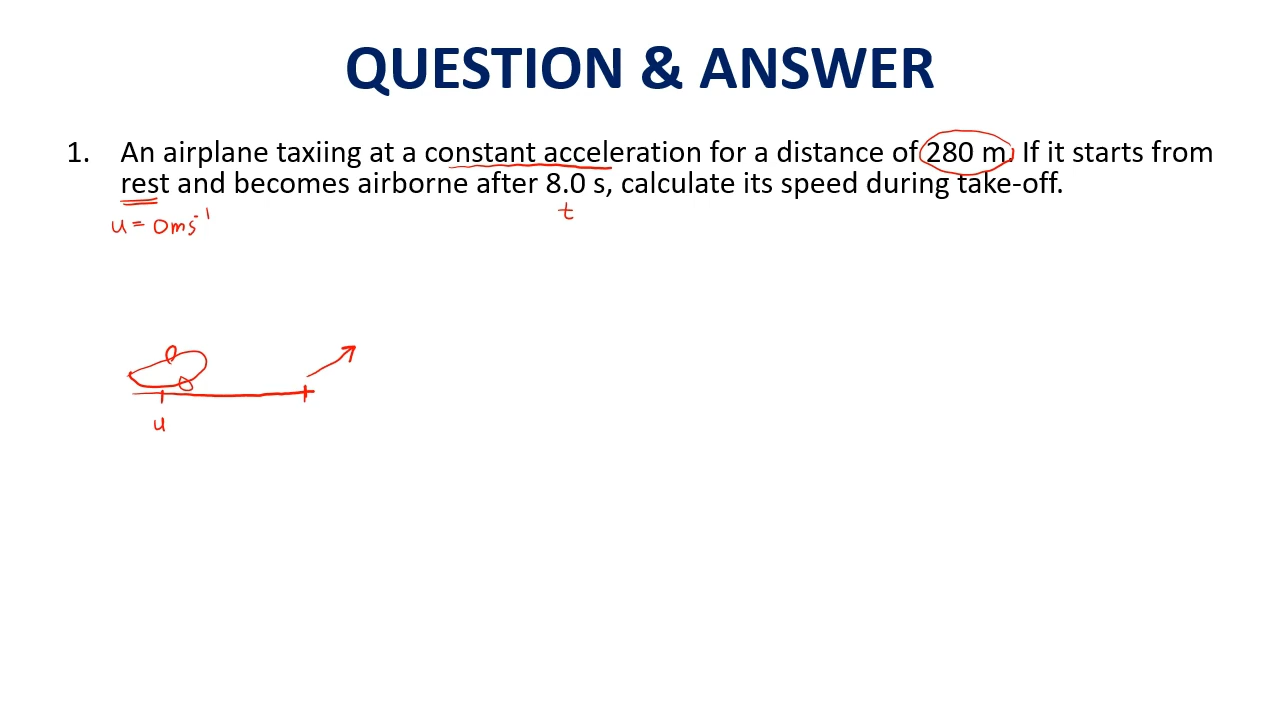 QUESTION & ANSWER
1. An airplane taxiing at a constant acceleration for a distance of 280 m. If it starts from
rest and becomes airborne after 8.0 s, calculate its speed during take-off.
t
u = 0ms⁻¹
u